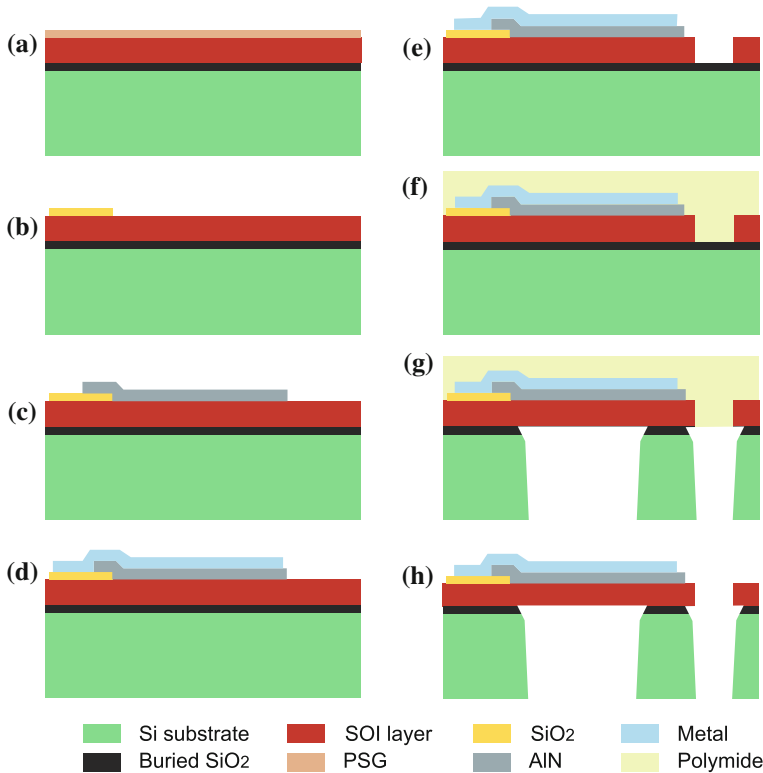 (a)
(b)
(c)
(d)
(e)
(f)
(g)
(h)
Si substrate
SOI layer
SiO2
Metal
Buried SiO2
PSG
AlN
Polymide